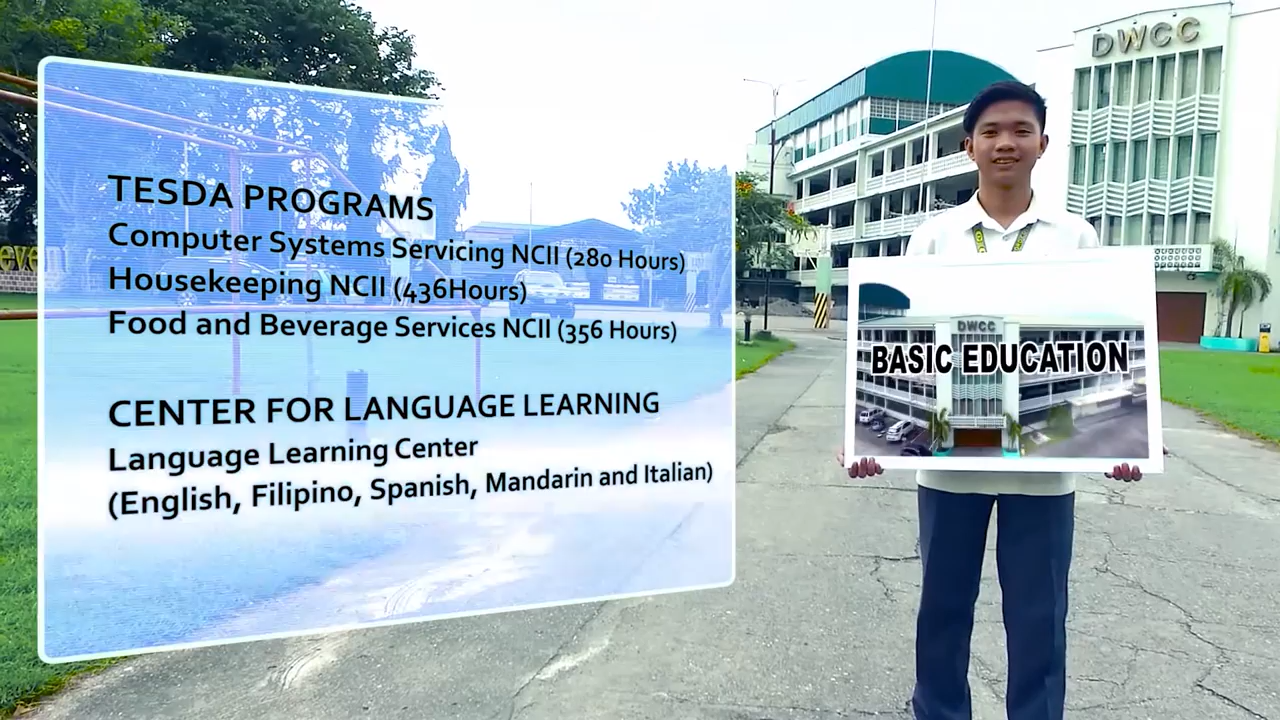 TESDA PROGRAMS
Computer Systems Servicing NCII (280 Hours)
Housekeeping NCII (436Hours)
Food and Beverage Services NCII (356 Hours)
CENTER FOR LANGUAGE LEARNING
Language Learning Center
(English, Filipino, Spanish, Mandarin and Italian)
DWCC
DWCC
BASIC EDUCATION